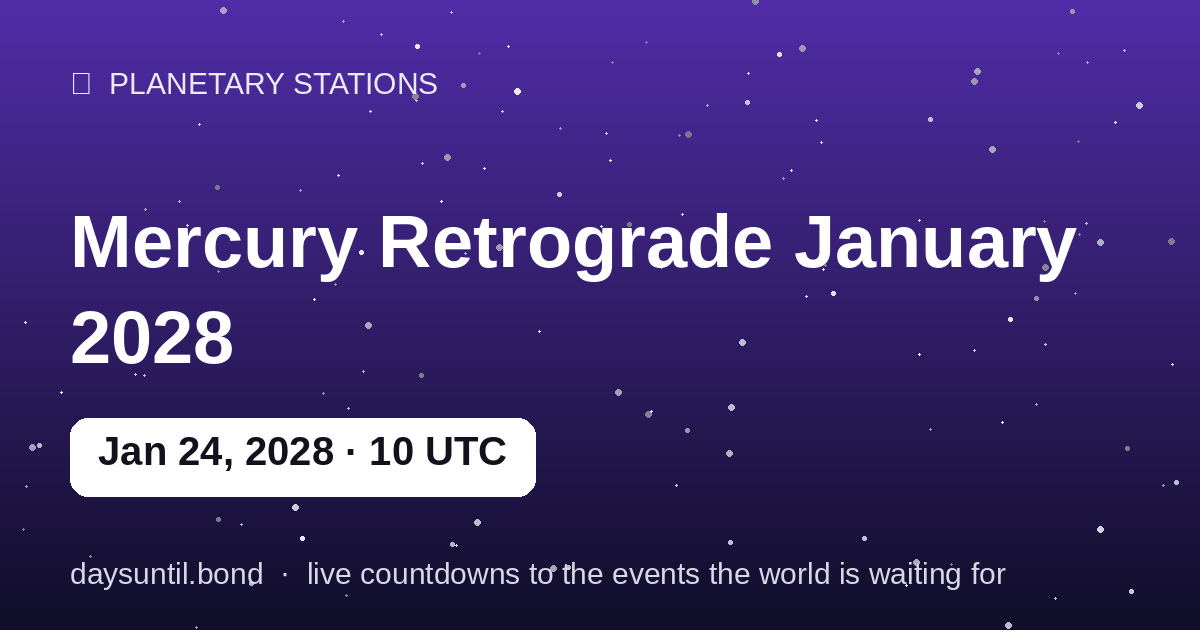 PLANETARY STATIONS
Mercury Retrograde January
2028
Jan 24, 2028 · 10 UTC
daysuntil.bond · live countdowns to the events the world is waiting for